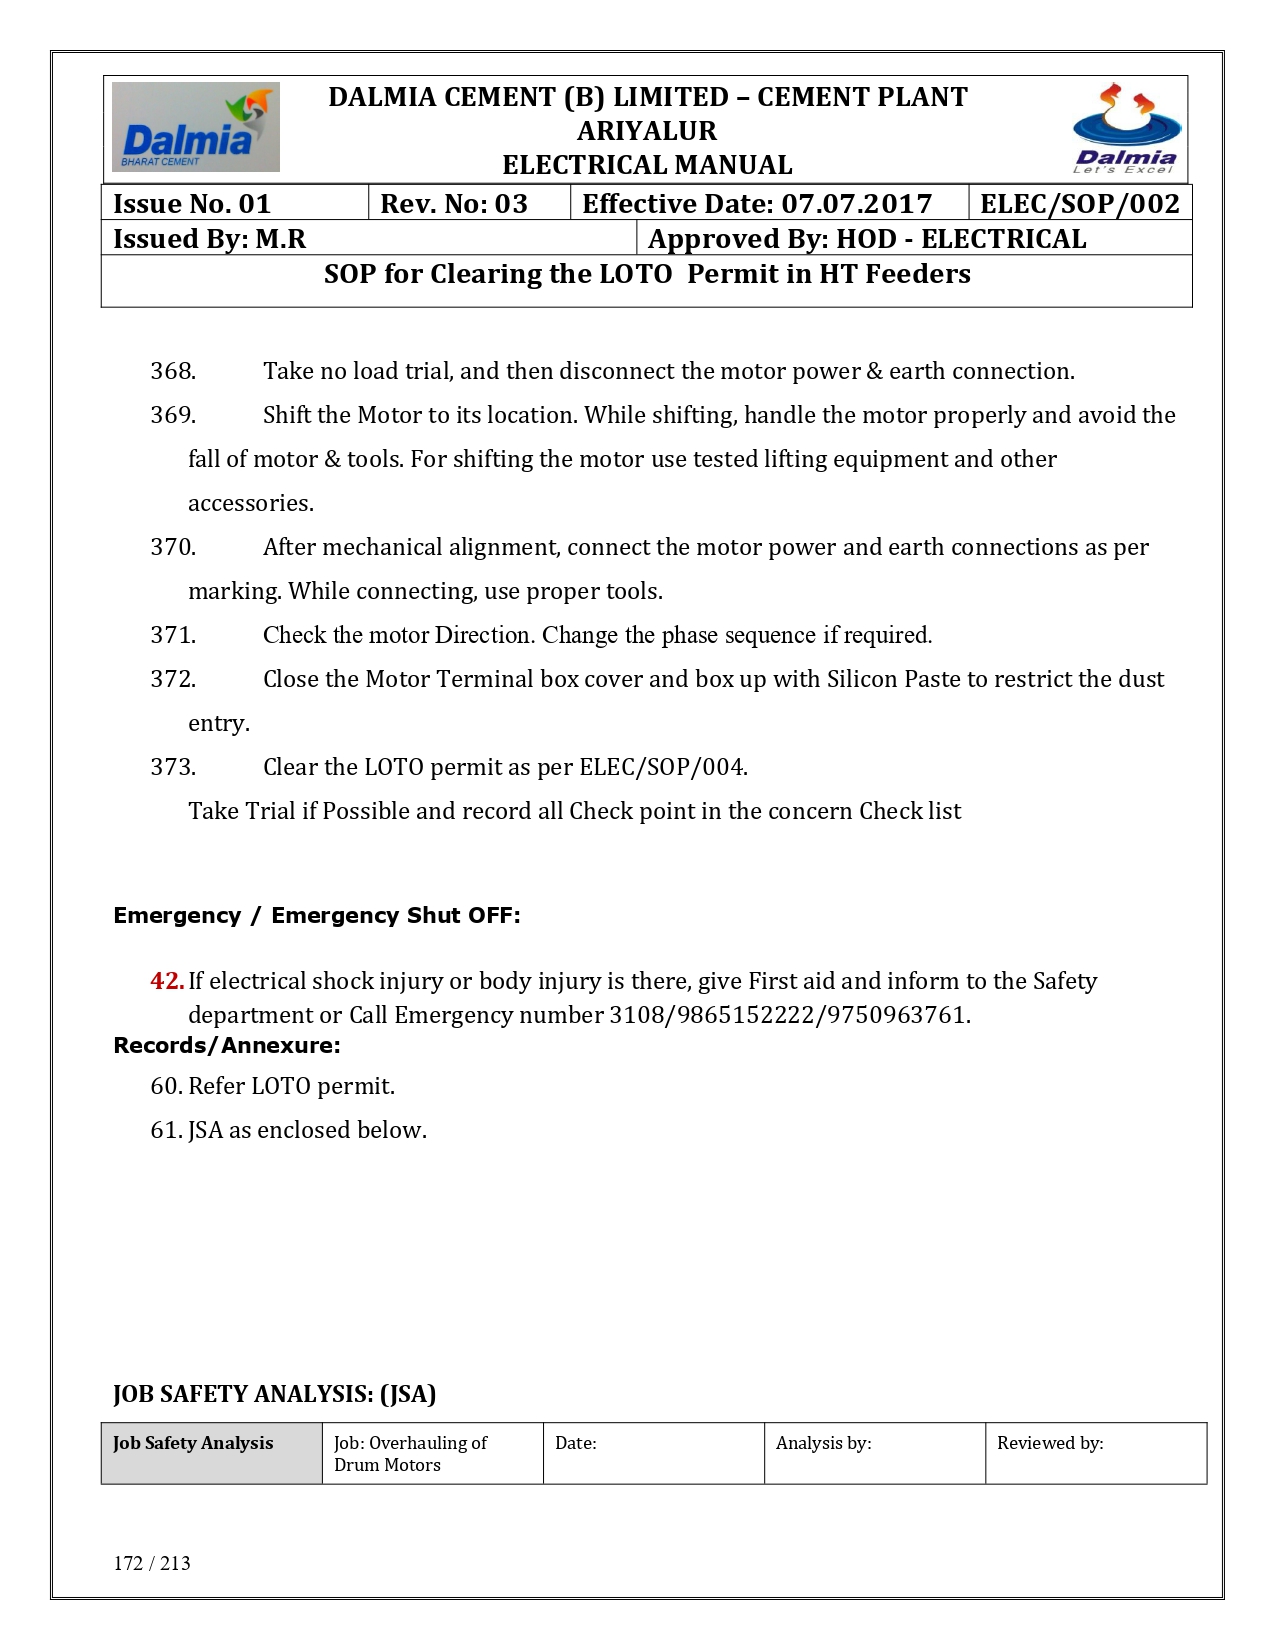 Dalmia
BHARAT CEMENT
DALMIA CEMENT (B) LIMITED – CEMENT PLANT
ARIYALUR
ELECTRICAL MANUAL
Dalmia
Let's Excel
Issue No. 01 Rev. No: 03 Effective Date: 07.07.2017 ELEC/SOP/002
Issued By: M.R Approved By: HOD - ELECTRICAL
SOP for Clearing the LOTO Permit in HT Feeders
368. Take no load trial, and then disconnect the motor power & earth connection.
369. Shift the Motor to its location. While shifting, handle the motor properly and avoid the
fall of motor & tools. For shifting the motor use tested lifting equipment and other
accessories.
370. After mechanical alignment, connect the motor power and earth connections as per
marking. While connecting, use proper tools.
371. Check the motor Direction. Change the phase sequence if required.
372. Close the Motor Terminal box cover and box up with Silicon Paste to restrict the dust
entry.
373. Clear the LOTO permit as per ELEC/SOP/004.
Take Trial if Possible and record all Check point in the concern Check list
Emergency / Emergency Shut OFF:
42. If electrical shock injury or body injury is there, give First aid and inform to the Safety
department or Call Emergency number 3108/9865152222/9750963761.
Records/Annexure:
60. Refer LOTO permit.
61. JSA as enclosed below.
JOB SAFETY ANALYSIS: (JSA)
Job Safety Analysis Job: Overhauling of Date: Analysis by: Reviewed by:
Drum Motors
172 / 213